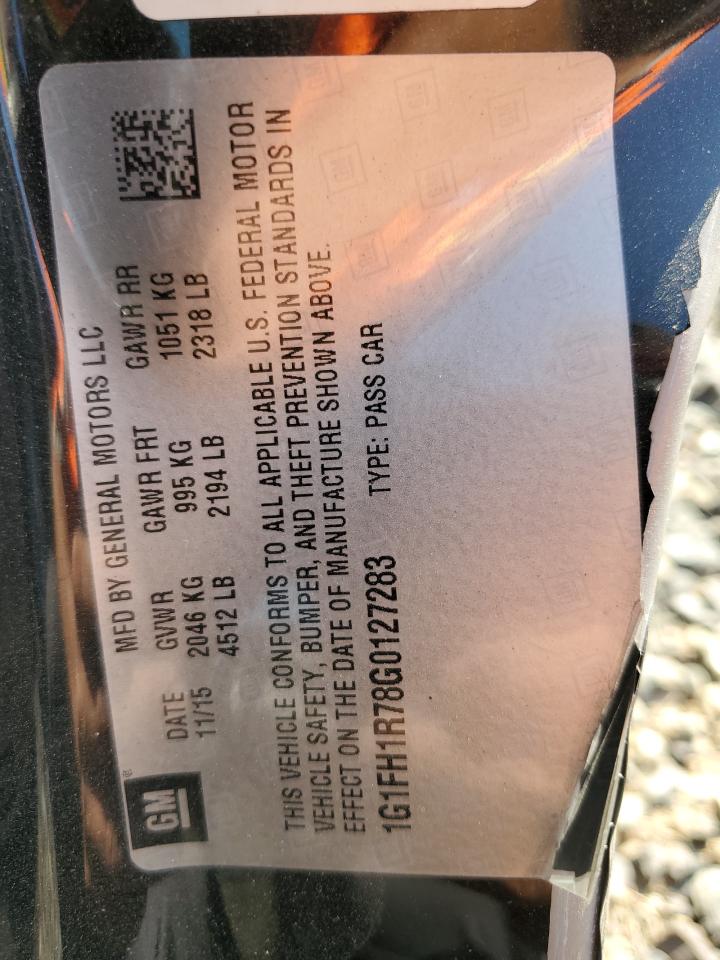 GM
MFD BY GENERAL MOTORS LLC
DATE GVWR GAWR FRT GAWR RR
11/15 2046 KG 995 KG 1051 KG
4512 LB 2194 LB 2318 LB
THIS VEHICLE CONFORMS TO ALL APPLICABLE U.S. FEDERAL MOTOR
VEHICLE SAFETY, BUMPER, AND THEFT PREVENTION STANDARDS IN
EFFECT ON THE DATE OF MANUFACTURE SHOWN ABOVE.
1G1FH1R78G0127283 TYPE: PASS CAR